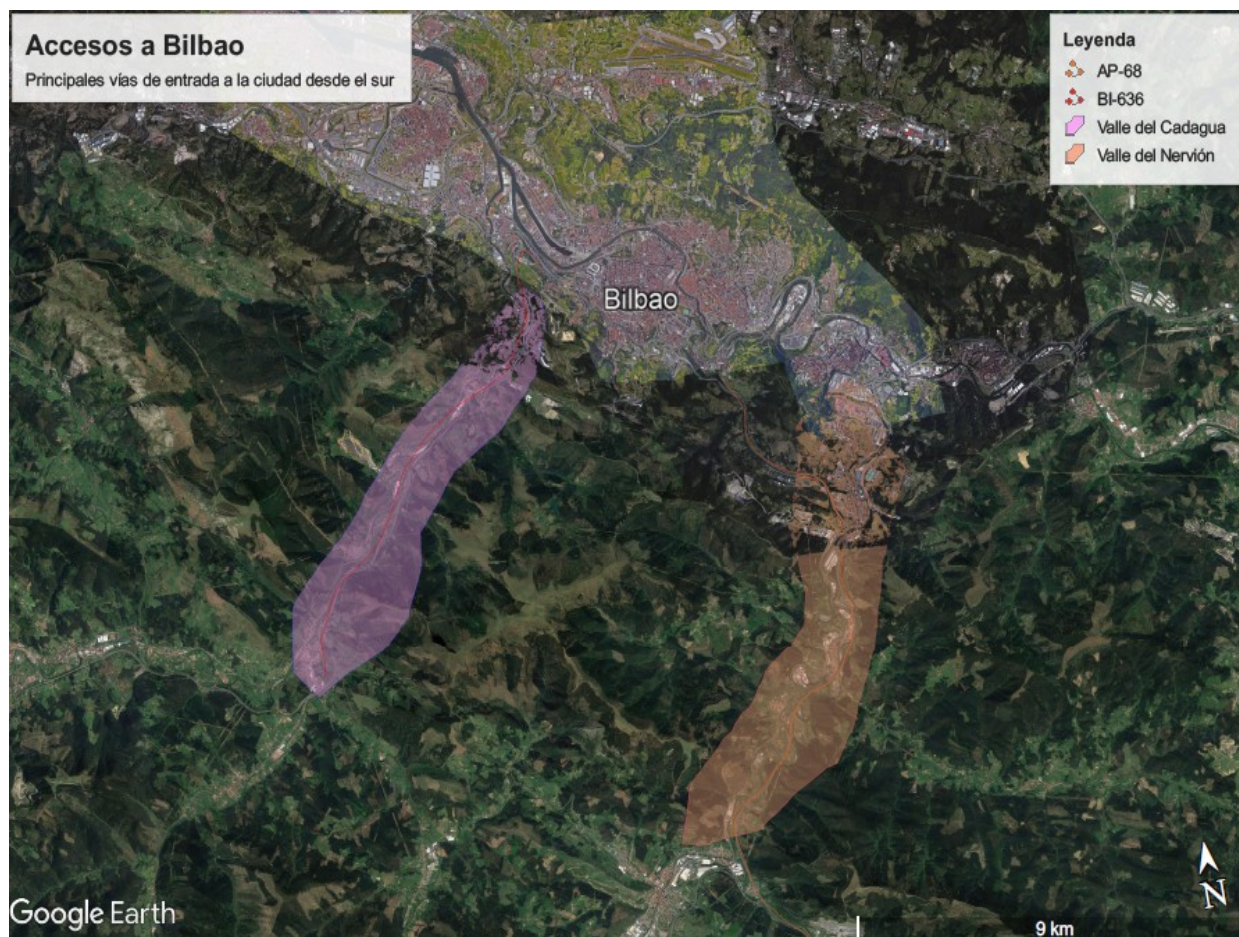 Accesos a Bilbao
Principales vías de entrada a la ciudad desde el sur
Leyenda
AP-68
BI-636
Valle del Cadagua
Valle del Nervión
Bilbao
N
Google Earth
9 km